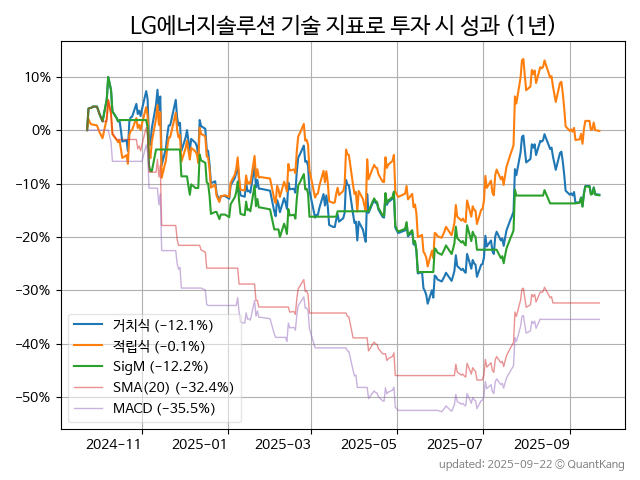 LG에너지솔루션 기술 지표로 투자 시 성과 (1년)
10%
0%
−10%
−20%
−30%
−40%
−50%
거치식 (−12.1%)
적립식 (−0.1%)
SigM (−12.2%)
SMA(20) (−32.4%)
MACD (−35.5%)
2024-11
2025-01
2025-03
2025-05
2025-07
2025-09
updated: 2025-09-22 © QuantKang